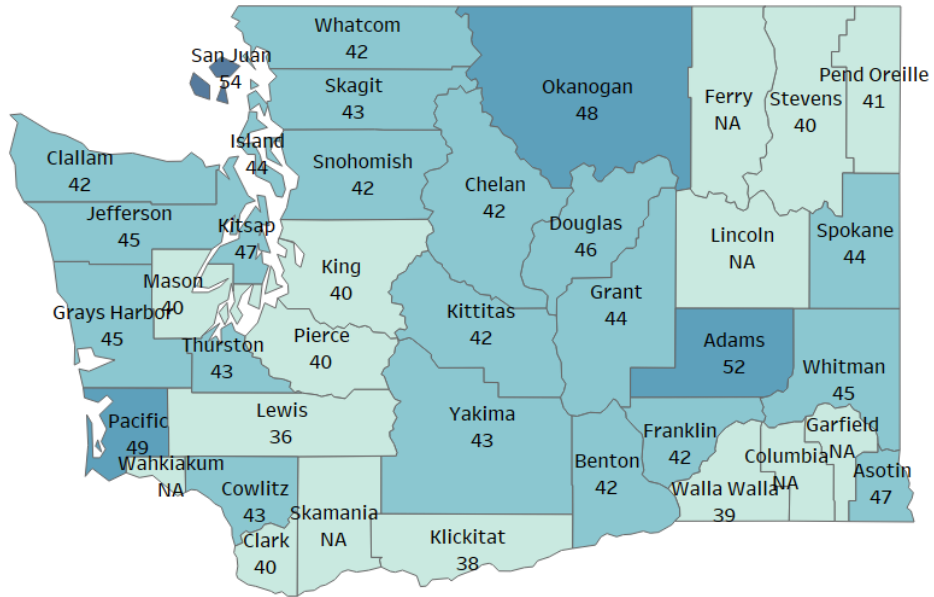 Whatcom
42
San Juan
54
Skagit
43
Okanogan
48
Ferry
NA
Stevens
40
Pend Oreille
41
Island
44
Clallam
42
Snohomish
42
Chelan
42
Jefferson
45
Kitsap
47
Douglas
46
Lincoln
NA
Spokane
44
Mason
40
King
40
Grant
44
Grays Harbor
45
Kittitas
42
Thurston
43
Pierce
40
Adams
52
Whitman
45
Pacific
49
Lewis
36
Yakima
43
Franklin
42
Garfield
NA
Wahkiakum
NA
Cowlitz
43
Benton
42
Columbia
NA
Asotin
47
Walla Walla
39
Skamania
NA
Clark
40
Klickitat
38